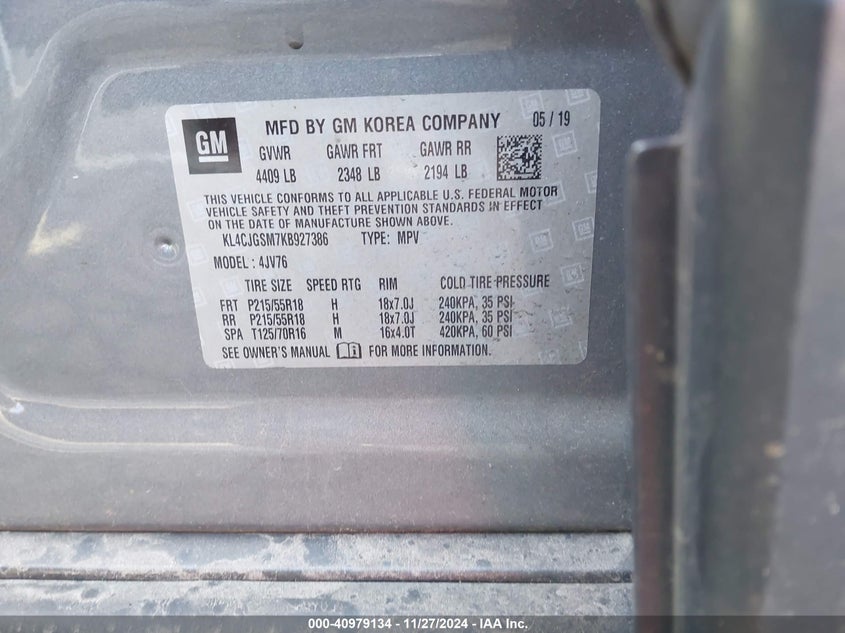 GM MFD BY GM KOREA COMPANY 05 / 19
GVWR GAWR FRT GAWR RR
4409 LB 2348 LB 2194 LB
THIS VEHICLE CONFORMS TO ALL APPLICABLE U.S. FEDERAL MOTOR
VEHICLE SAFETY AND THEFT PREVENTION STANDARDS IN EFFECT
ON THE DATE OF MANUFACTURE SHOWN ABOVE.
KL4CJGSM7KB927386 TYPE: MPV
MODEL: 4JV76
TIRE SIZE SPEED RTG RIM COLD TIRE PRESSURE
FRT P215/55R18 H 18x7.0J 240KPA, 35 PSI
RR P215/55R18 H 18x7.0J 240KPA, 35 PSI
SPA T125/70R16 M 16x4.0T 420KPA, 60 PSI
SEE OWNER'S MANUAL FOR MORE INFORMATION.
000-40979134 - 11/27/2024 - IAA Inc.